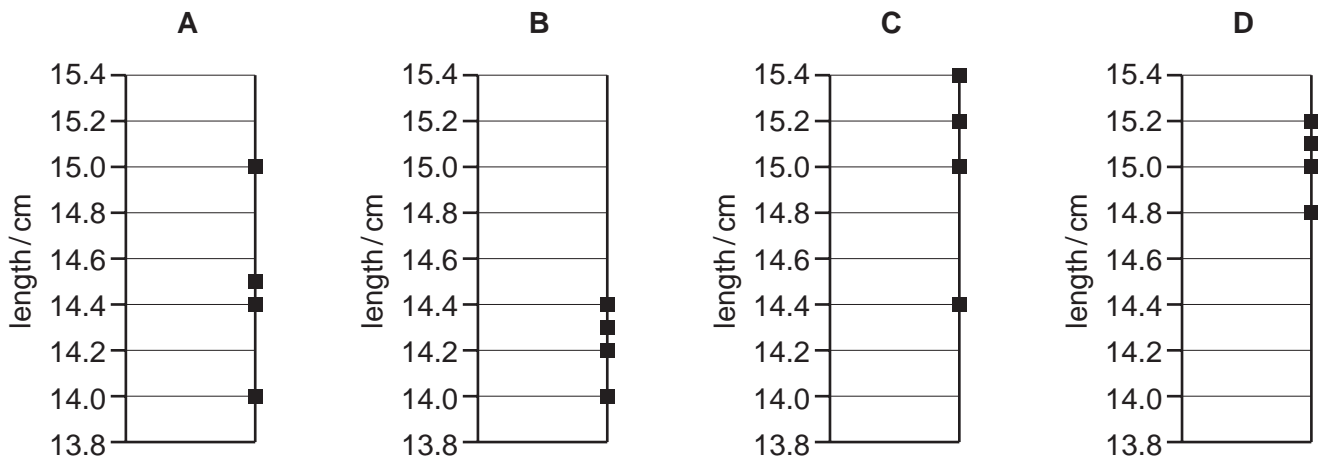 A B C D
15.4 15.4 15.4 15.4
15.2 15.2 15.2 15.2
15.0 15.0 15.0 15.0
14.8 14.8 14.8 14.8
14.6 14.6 14.6 14.6
14.4 14.4 14.4 14.4
14.2 14.2 14.2 14.2
14.0 14.0 14.0 14.0
13.8 13.8 13.8 13.8
length / cm length / cm length / cm length / cm